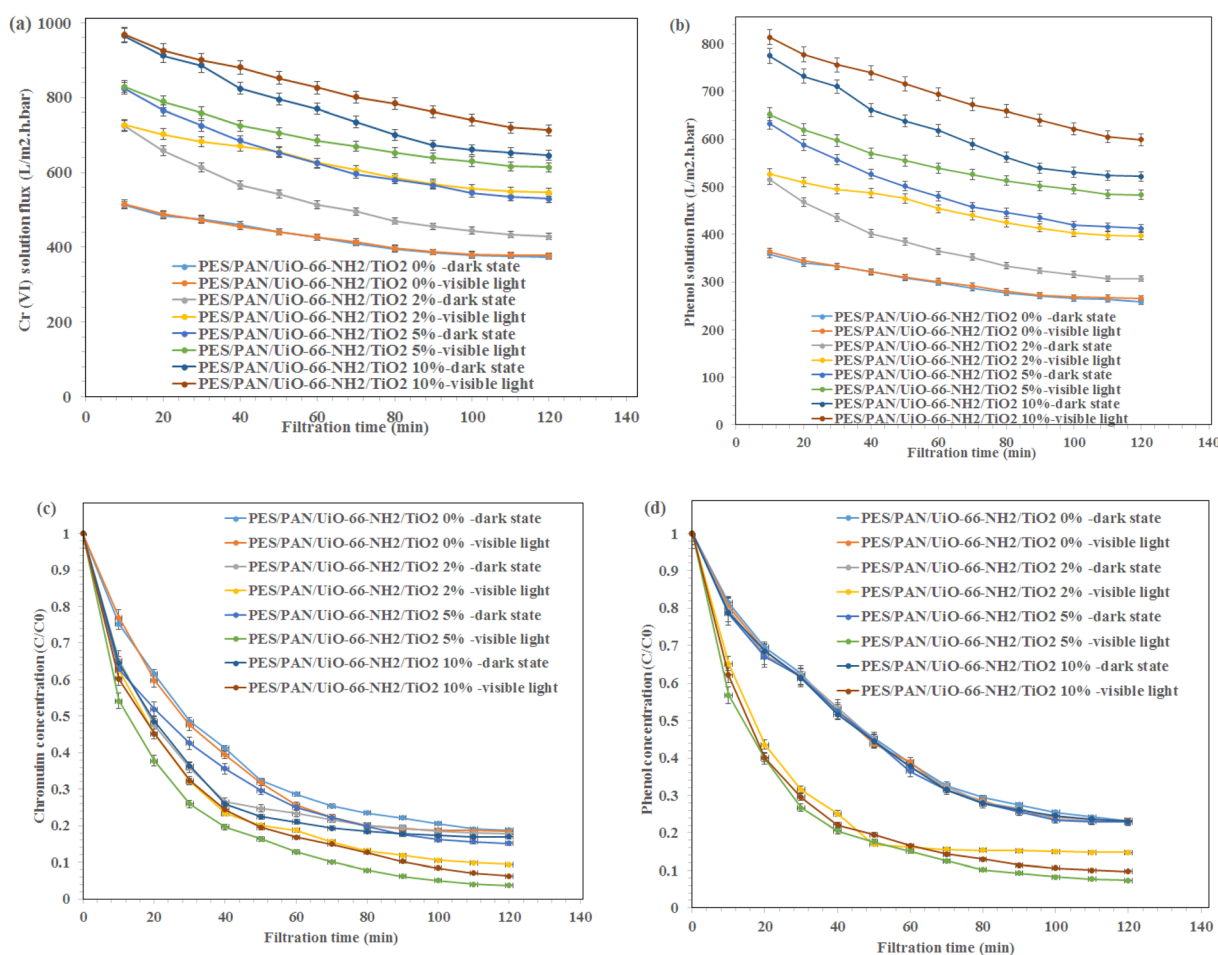 (a)
Cr (VI) solution flux (L/m2.h.bar)
1000
800
600
400
200
0
PES/PAN/UiO-66-NH2/TiO2 0% -dark state
PES/PAN/UiO-66-NH2/TiO2 0%-visible light
PES/PAN/UiO-66-NH2/TiO2 2%-dark state
PES/PAN/UiO-66-NH2/TiO2 2%-visible light
PES/PAN/UiO-66-NH2/TiO2 5%-dark state
PES/PAN/UiO-66-NH2/TiO2 5%-visible light
PES/PAN/UiO-66-NH2/TiO2 10%-dark state
PES/PAN/UiO-66-NH2/TiO2 10%-visible light
0 20 40 60 80 100 120 140
Filtration time (min)
(b)
Phenol solution flux (L/m2.h.bar)
800
700
600
500
400
300
200
100
0
PES/PAN/UiO-66-NH2/TiO2 0% -dark state
PES/PAN/UiO-66-NH2/TiO2 0%-visible light
PES/PAN/UiO-66-NH2/TiO2 2%-dark state
PES/PAN/UiO-66-NH2/TiO2 2%-visible light
PES/PAN/UiO-66-NH2/TiO2 5%-dark state
PES/PAN/UiO-66-NH2/TiO2 5%-visible light
PES/PAN/UiO-66-NH2/TiO2 10%-dark state
PES/PAN/UiO-66-NH2/TiO2 10%-visible light
0 20 40 60 80 100 120 140
Filtration time (min)
(c)
Chromuim concentration (C/C0)
1
0.9
0.8
0.7
0.6
0.5
0.4
0.3
0.2
0.1
0
PES/PAN/UiO-66-NH2/TiO2 0% -dark state
PES/PAN/UiO-66-NH2/TiO2 0% -visible light
PES/PAN/UiO-66-NH2/TiO2 2% -dark state
PES/PAN/UiO-66-NH2/TiO2 2% -visible light
PES/PAN/UiO-66-NH2/TiO2 5% -dark state
PES/PAN/UiO-66-NH2/TiO2 5% -visible light
PES/PAN/UiO-66-NH2/TiO2 10% -dark state
PES/PAN/UiO-66-NH2/TiO2 10% -visible light
0 20 40 60 80 100 120 140
Filtration time (min)
(d)
Phenol concentration (C/C0)
1
0.9
0.8
0.7
0.6
0.5
0.4
0.3
0.2
0.1
0
PES/PAN/UiO-66-NH2/TiO2 0% -dark state
PES/PAN/UiO-66-NH2/TiO2 0% -visible light
PES/PAN/UiO-66-NH2/TiO2 2% -dark state
PES/PAN/UiO-66-NH2/TiO2 2% -visible light
PES/PAN/UiO-66-NH2/TiO2 5% -dark state
PES/PAN/UiO-66-NH2/TiO2 5% -visible light
PES/PAN/UiO-66-NH2/TiO2 10% -dark state
PES/PAN/UiO-66-NH2/TiO2 10% -visible light
0 20 40 60 80 100 120 140
Filtration time (min)